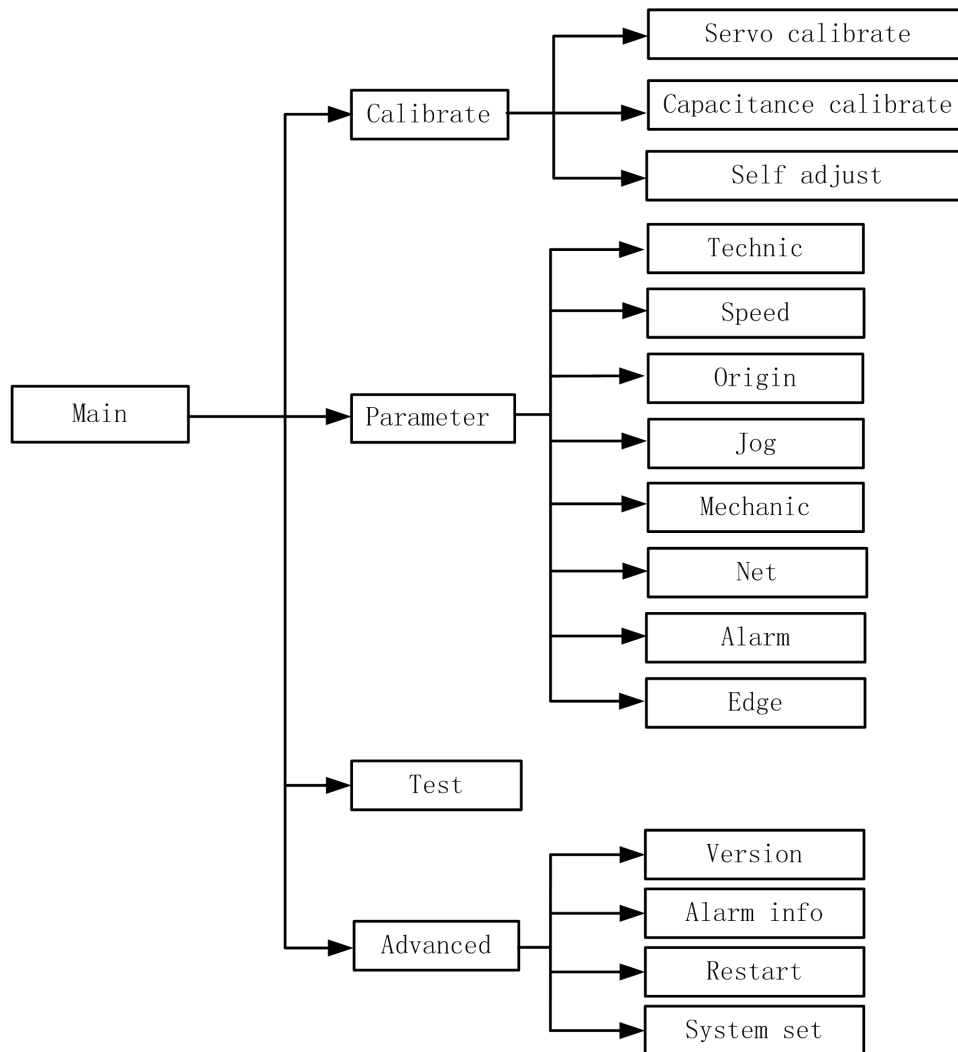 Servo calibrate
Calibrate
Capacitance calibrate
Self adjust
Technic
Speed
Origin
Main
Parameter
Jog
Mechanic
Net
Alarm
Edge
Test
Version
Alarm info
Advanced
Restart
System set